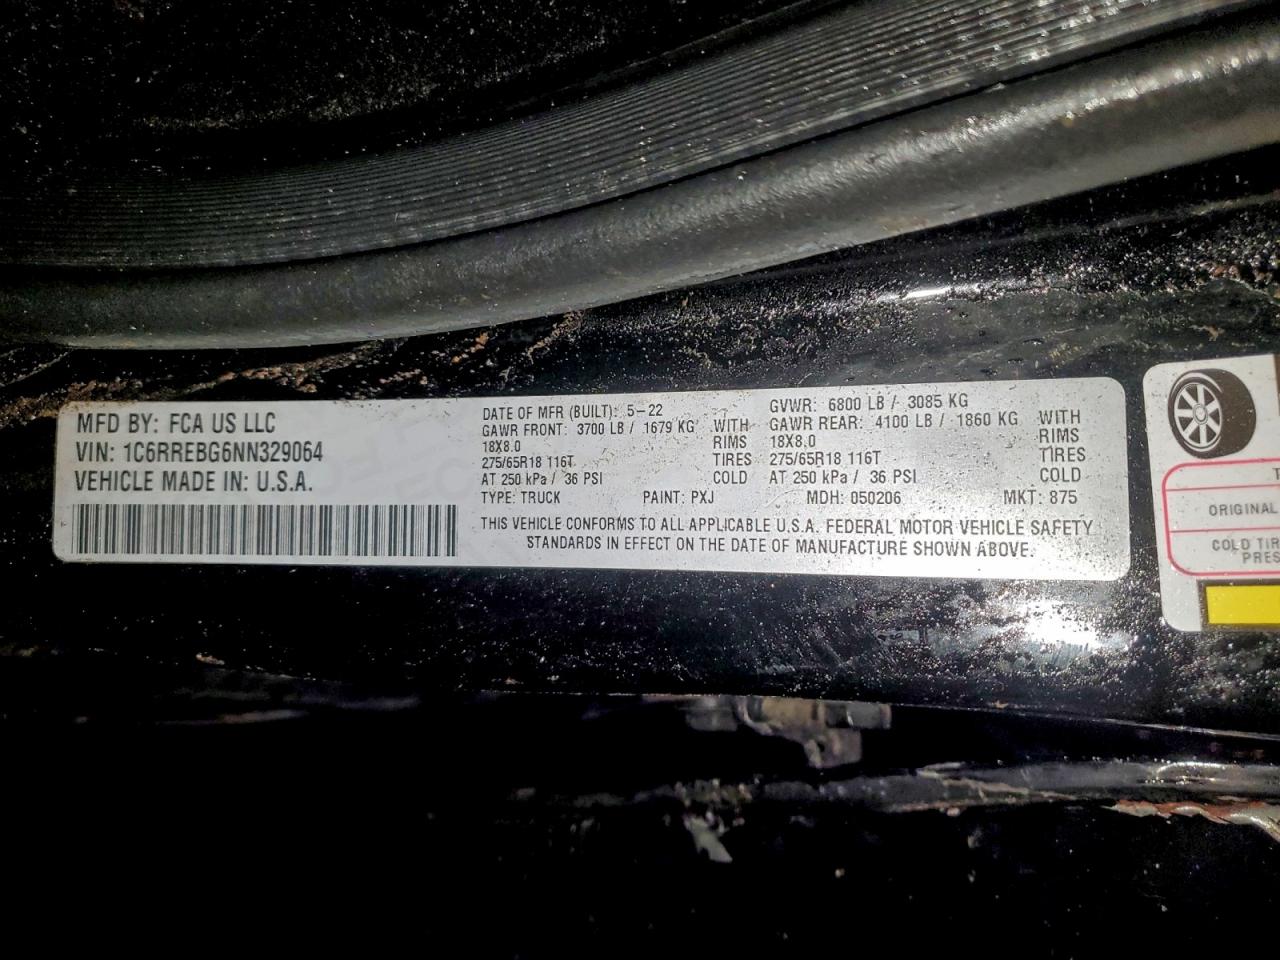 MFD BY: FCA US LLC
VIN: 1C6RREBG6NN329064
VEHICLE MADE IN: U.S.A.
DATE OF MFR (BUILT): 5-22
GAWR FRONT: 3700 LB / 1679 KG WITH
18X8.0 RIMS
275/65R18 116T TIRES
AT 250 kPa / 36 PSI COLD
TYPE: TRUCK PAINT: PXJ
GVWR: 6800 LB / 3085 KG
GAWR REAR: 4100 LB / 1860 KG WITH
18X8.0 RIMS
275/65R18 116T TIRES
AT 250 kPa / 36 PSI COLD
MDH: 050206 MKT: 875
THIS VEHICLE CONFORMS TO ALL APPLICABLE U.S.A. FEDERAL MOTOR VEHICLE SAFETY
STANDARDS IN EFFECT ON THE DATE OF MANUFACTURE SHOWN ABOVE.
ORIGINAL
COLD